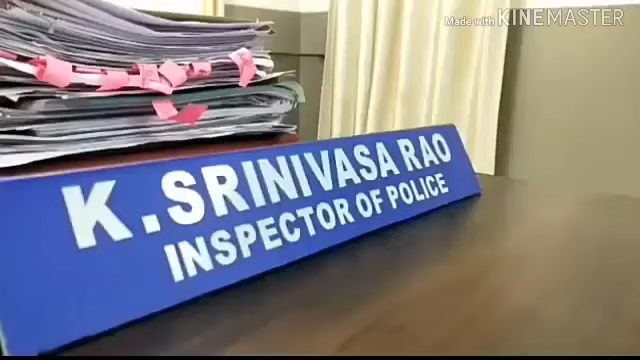 Made with KINEMASTER
K.SRINIVASA RAO
INSPECTOR OF POLICE